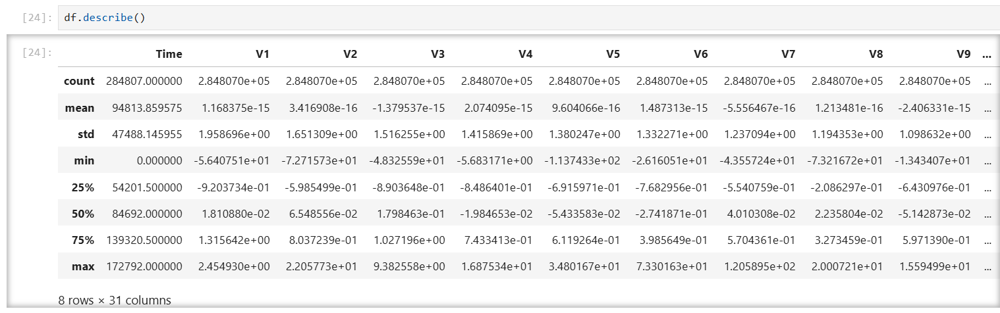 [24]: df.describe()
[24]:
Time V1 V2 V3 V4 V5 V6 V7 V8 V9 ...
count 284807.000000 2.848070e+05 2.848070e+05 2.848070e+05 2.848070e+05 2.848070e+05 2.848070e+05 2.848070e+05 2.848070e+05 2.848070e+05 ...
mean 94813.859575 1.168375e-15 3.416908e-16 -1.379537e-15 2.074095e-15 9.604066e-16 1.487313e-15 -5.556467e-16 1.213481e-16 -2.406331e-15 ...
std 47488.145955 1.958696e+00 1.651309e+00 1.516255e+00 1.415869e+00 1.380247e+00 1.332271e+00 1.237094e+00 1.194353e+00 1.098632e+00 ...
min 0.000000 -5.640751e+01 -7.271573e+01 -4.832559e+01 -5.683171e+00 -1.137433e+02 -2.616051e+01 -4.355724e+01 -7.321672e+01 -1.343407e+01 ...
25% 54201.500000 -9.203734e-01 -5.985499e-01 -8.903648e-01 -8.486401e-01 -6.915971e-01 -7.682956e-01 -5.540759e-01 -2.086297e-01 -6.430976e-01 ...
50% 84692.000000 1.810880e-02 6.548556e-02 1.798463e-01 -1.984653e-02 -5.433583e-02 -2.741871e-01 4.010308e-02 2.235804e-02 -5.142873e-02 ...
75% 139320.500000 1.315642e+00 8.037239e-01 1.027196e+00 7.433413e-01 6.119264e-01 3.985649e-01 5.704361e-01 3.273459e-01 5.971390e-01 ...
max 172792.000000 2.454930e+00 2.205773e+01 9.382558e+00 1.687534e+01 3.480167e+01 7.330163e+01 1.205895e+02 2.000721e+01 1.559499e+01 ...
8 rows × 31 columns